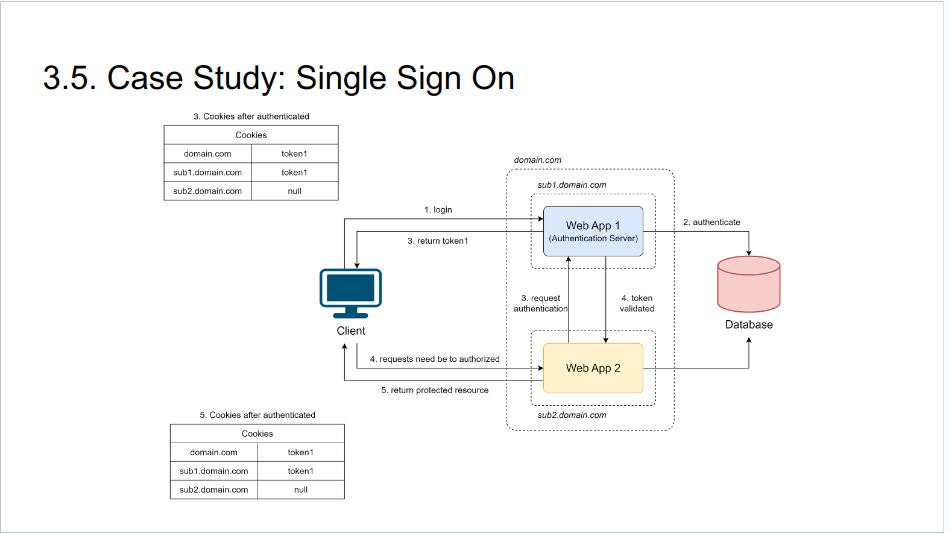 3.5. Case Study: Single Sign On
3. Cookies after authenticated
Cookies
domain.com token1
sub1.domain.com token1
sub2.domain.com null
domain.com
sub1.domain.com
1. login
Web App 1
(Authentication Server)
2. authenticate
3. return token1
3. request
authentication
4. token
validated
Client
Database
4. requests need be to authorized
Web App 2
5. return protected resource
sub2.domain.com
5. Cookies after authenticated
Cookies
domain.com token1
sub1.domain.com token1
sub2.domain.com null